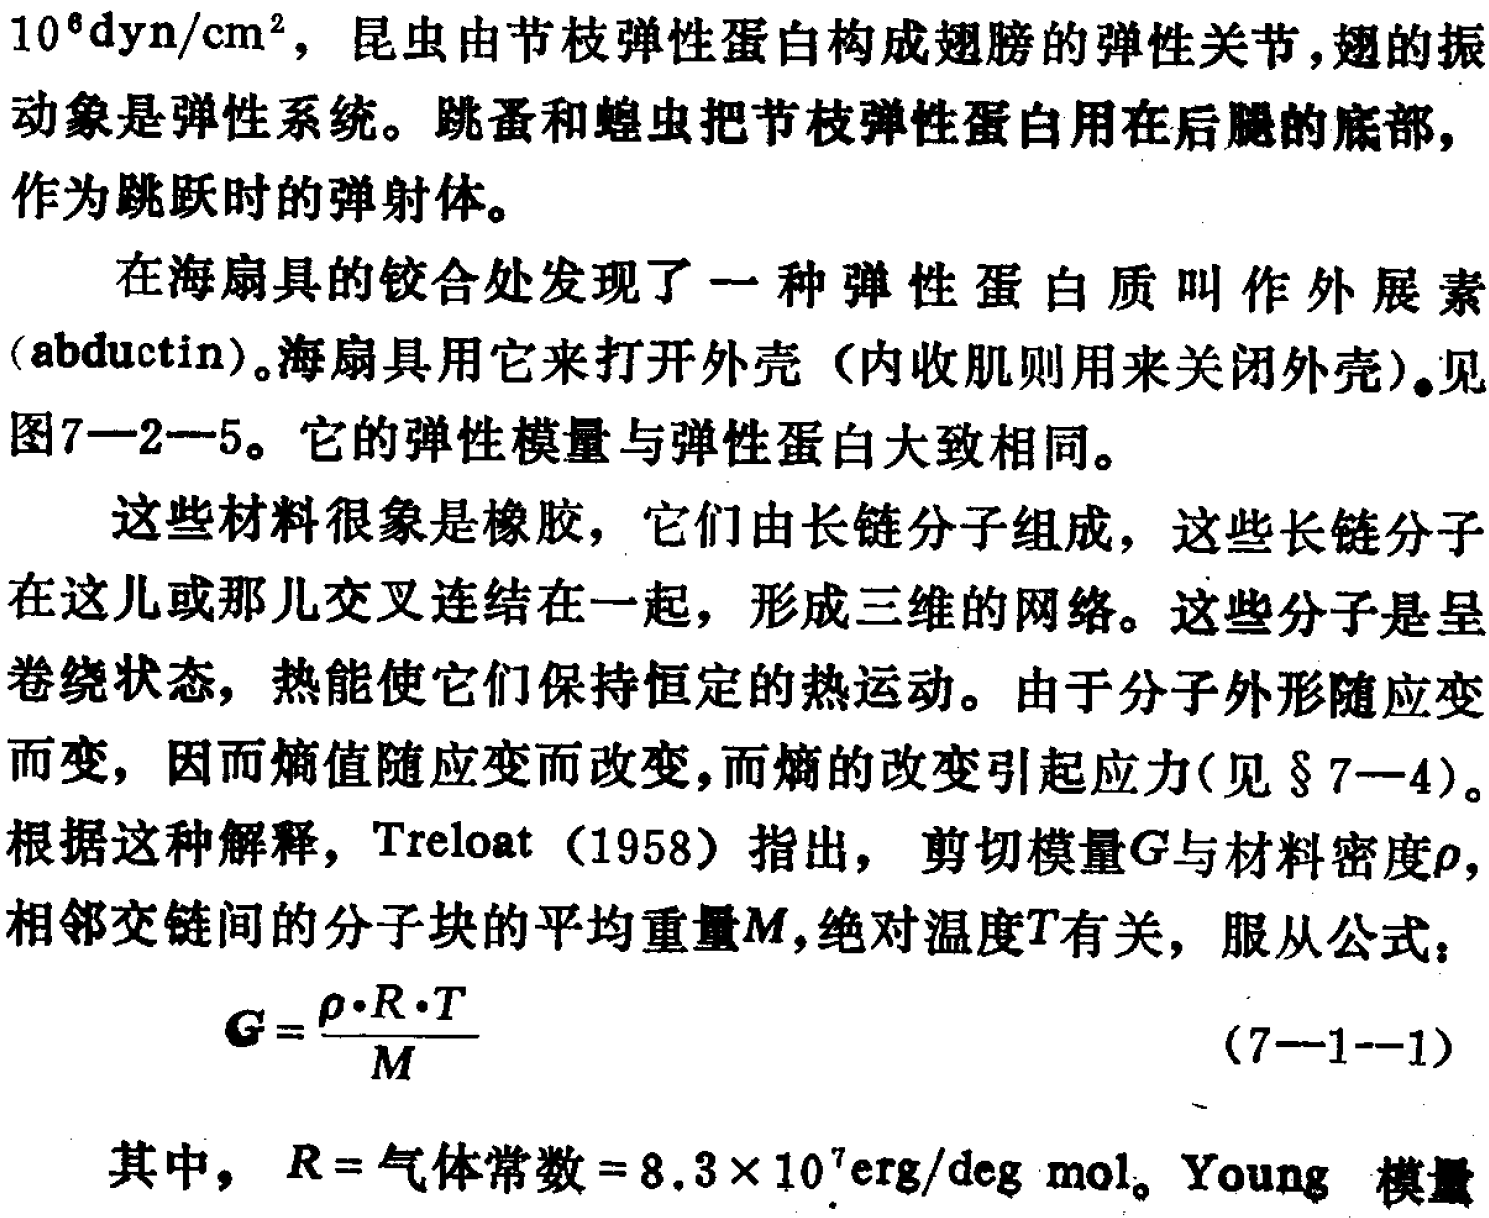 10⁶dyn/cm²，昆虫由节枝弹性蛋白构成翅膀的弹性关节，翅的振
动象是弹性系统。跳蚤和蝗虫把节枝弹性蛋白用在后腿的底部，
作为跳跃时的弹射体。
在海扇具的铰合处发现了一种弹性蛋白质叫作外展素
（abductin）。海扇具用它来打开外壳（内收肌则用来关闭外壳）。见
图7—2—5。它的弹性模量与弹性蛋白大致相同。
这些材料很象是橡胶，它们由长链分子组成，这些长链分子
在这儿或那儿交叉连结在一起，形成三维的网络。这些分子是呈
卷绕状态，热能使它们保持恒定的热运动。由于分子外形随应变
而变，因而熵值随应变而改变，而熵的改变引起应力（见§7—4）。
根据这种解释，Treloat（1958）指出，剪切模量G与材料密度ρ，
相邻交链间的分子块的平均重量M，绝对温度T有关，服从公式：
G = ρ·R·T / M （7—1—1）
其中，R = 气体常数 = 8.3×10⁷erg/deg mol。Young 模量